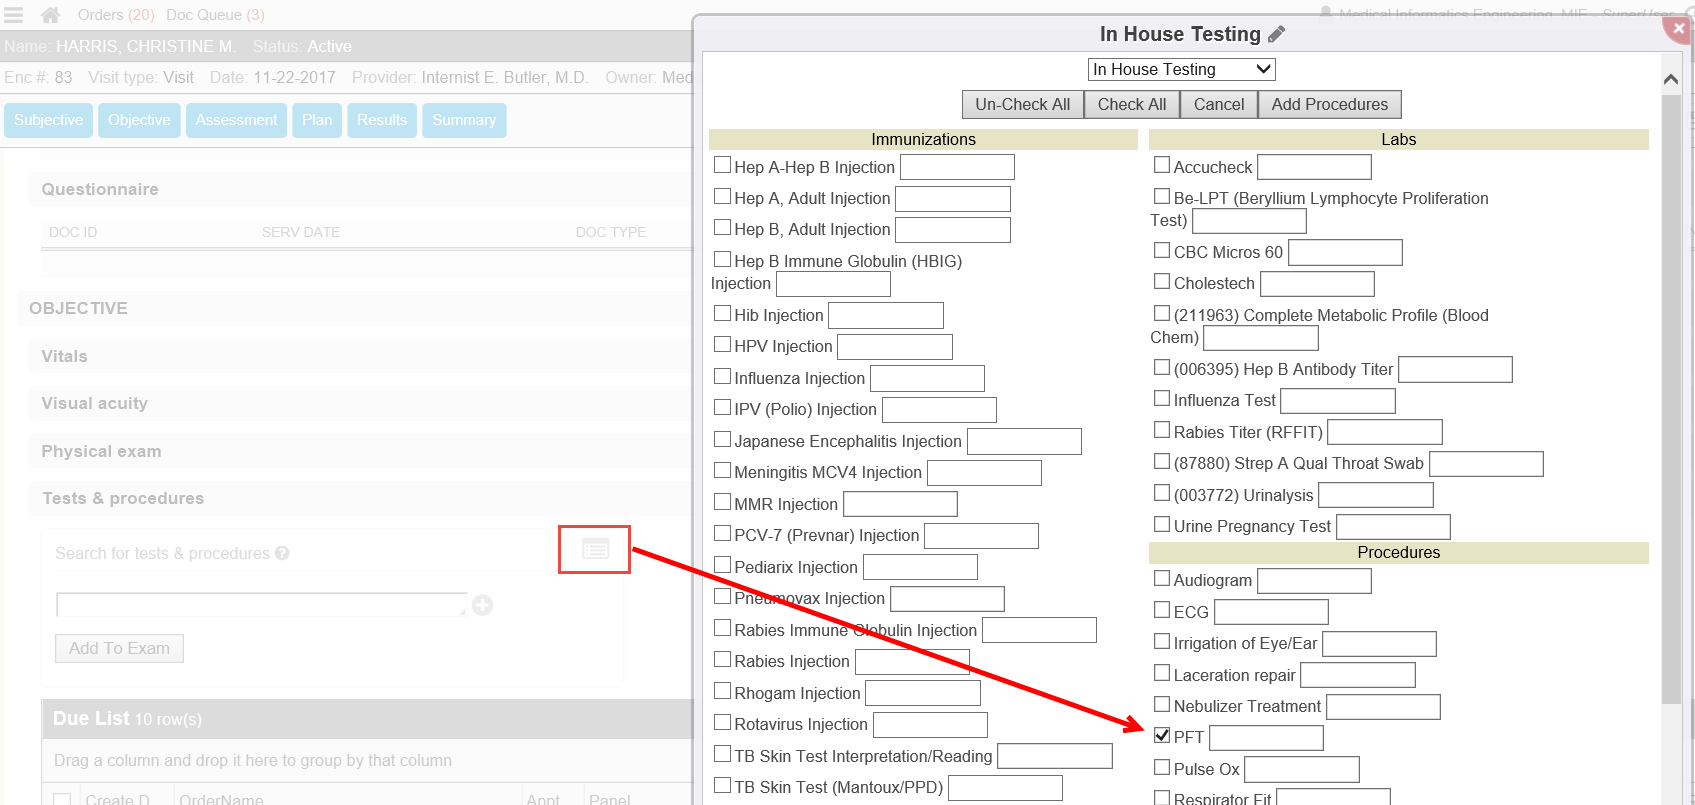 Orders (20) Doc Queue (3)
Medical Informatics Engineering, MIE - SuperUser
Name: HARRIS, CHRISTINE M. Status: Active
Enc #: 83 Visit type: Visit Date: 11-22-2017 Provider: Internist E. Butler, M.D. Owner: Med
Subjective Objective Assessment Plan Results Summary
Questionnaire
DOC ID SERV DATE DOC TYPE
OBJECTIVE
Vitals
Visual acuity
Physical exam
Tests & procedures
Search for tests & procedures
Add To Exam
Due List 10 row(s)
Drag a column and drop it here to group by that column
Create D OrderName Appt Panel
In House Testing
In House Testing
Un-Check All Check All Cancel Add Procedures
Immunizations
Hep A-Hep B Injection
Hep A, Adult Injection
Hep B, Adult Injection
Hep B Immune Globulin (HBIG)
Injection
Hib Injection
HPV Injection
Influenza Injection
IPV (Polio) Injection
Japanese Encephalitis Injection
Meningitis MCV4 Injection
MMR Injection
PCV-7 (Prevnar) Injection
Pediarix Injection
Pneumovax Injection
Rabies Immune Globulin Injection
Rabies Injection
Rhogam Injection
Rotavirus Injection
TB Skin Test Interpretation/Reading
TB Skin Test (Mantoux/PPD)
Labs
Accucheck
Be-LPT (Beryllium Lymphocyte Proliferation
Test)
CBC Micros 60
Cholestech
(211963) Complete Metabolic Profile (Blood
Chem)
(006395) Hep B Antibody Titer
Influenza Test
Rabies Titer (RFFIT)
(87880) Strep A Qual Throat Swab
(003772) Urinalysis
Urine Pregnancy Test
Procedures
Audiogram
ECG
Irrigation of Eye/Ear
Laceration repair
Nebulizer Treatment
PFT
Pulse Ox
Respirator Fit